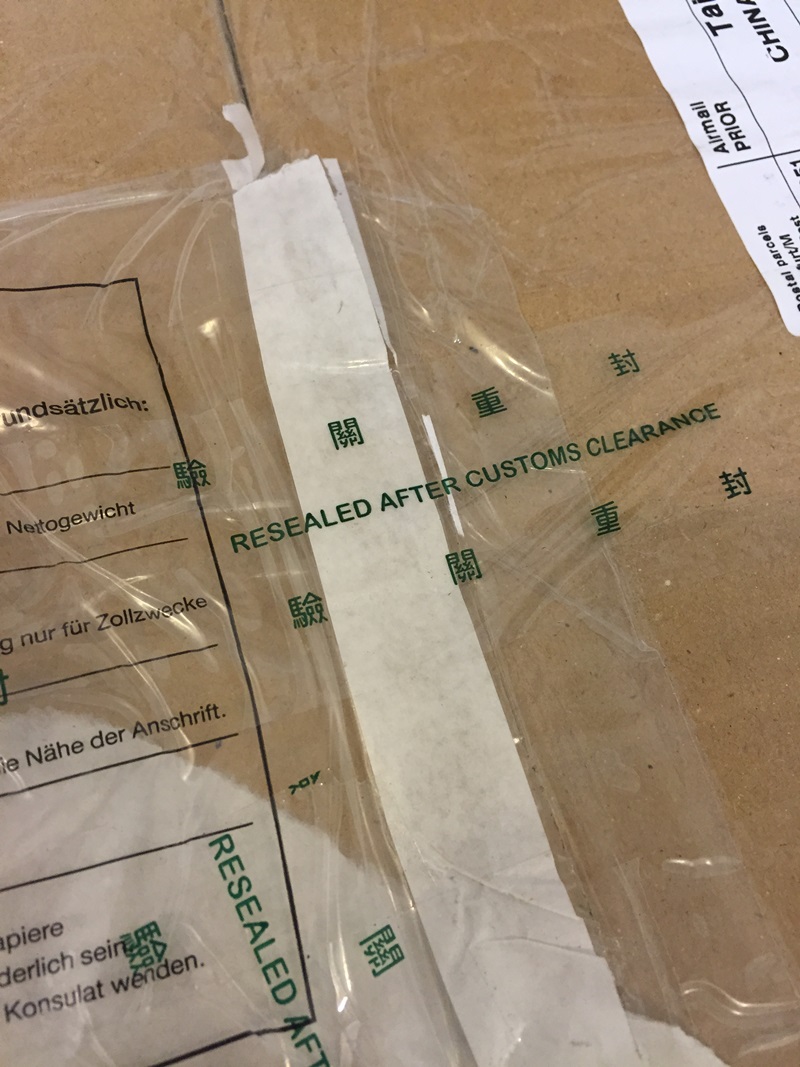 Tai
CHINA
Airmail
PRIOR
parcels
undsätzlich:
Nettogewicht
g nur für Zollzwecke
ie Nähe der Anschrift.
apiere
derlich sein
Konsulat wenden.
驗 關 重 封
RESEALED AFTER CUSTOMS CLEARANCE
驗 關 重 封
封
RESEALED AFT
驗 關